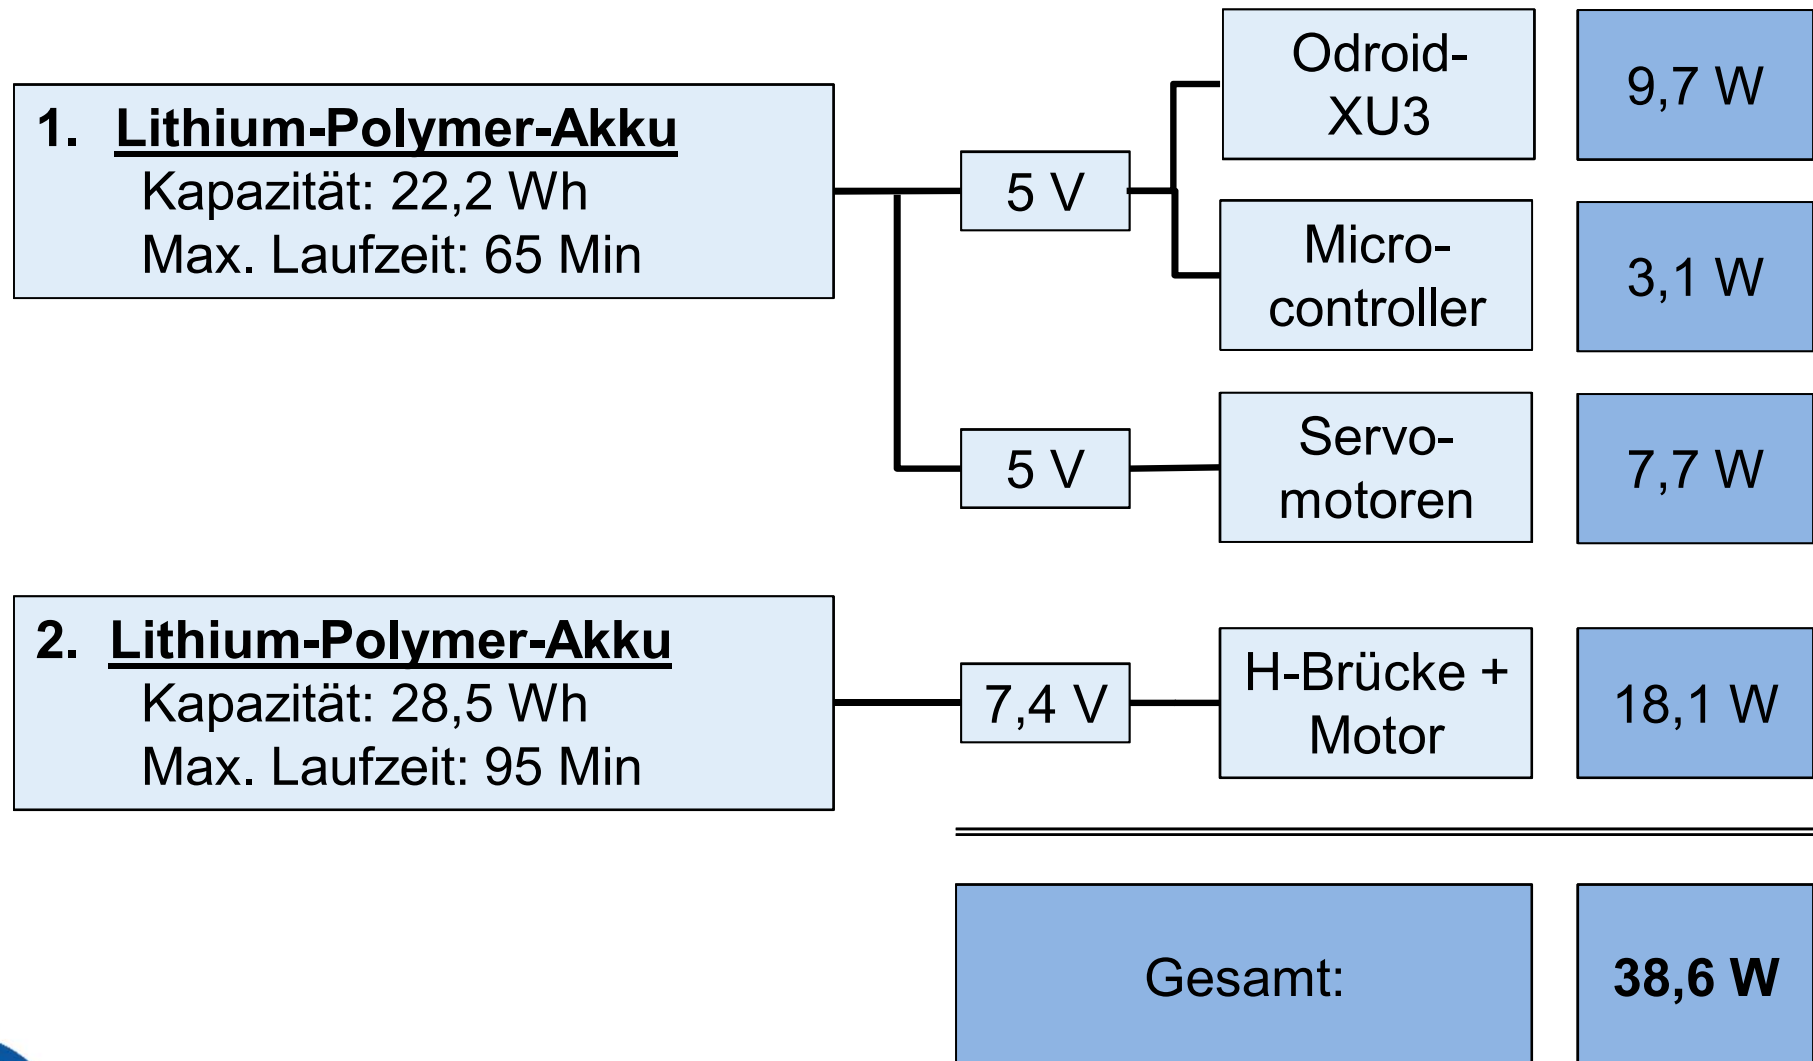 1. Lithium-Polymer-Akku
Kapazität: 22,2 Wh
Max. Laufzeit: 65 Min
5 V
Odroid-
XU3
9,7 W
Micro-
controller
3,1 W
5 V
Servo-
motoren
7,7 W
2. Lithium-Polymer-Akku
Kapazität: 28,5 Wh
Max. Laufzeit: 95 Min
7,4 V
H-Brücke +
Motor
18,1 W
Gesamt:
38,6 W